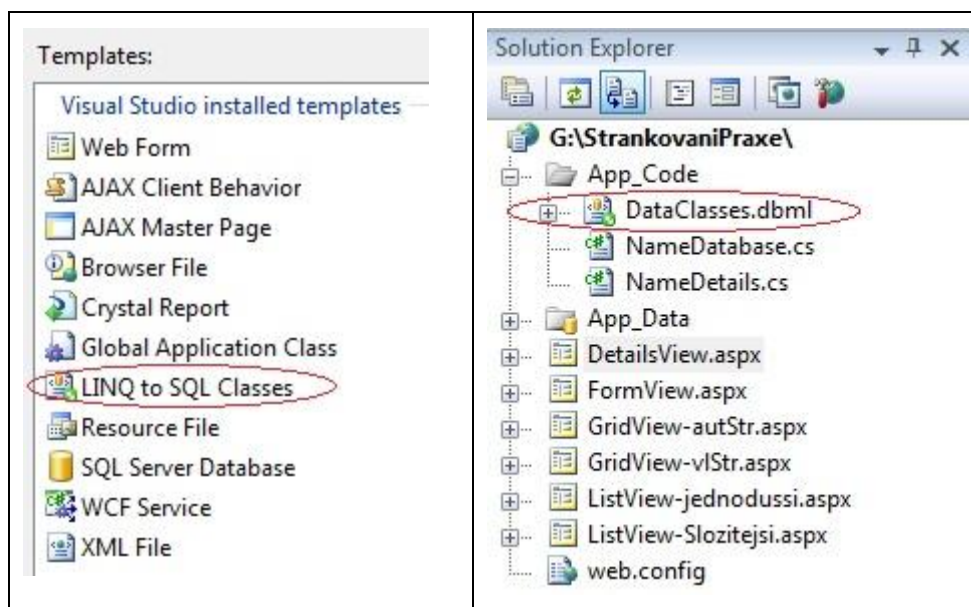 Templates:
Visual Studio installed templates
Web Form
AJAX Client Behavior
AJAX Master Page
Browser File
Crystal Report
Global Application Class
LINQ to SQL Classes
Resource File
SQL Server Database
WCF Service
XML File
Solution Explorer
G:\StrankovaniPraxe\
App_Code
DataClasses.dbml
NameDatabase.cs
NameDetails.cs
App_Data
DetailsView.aspx
FormView.aspx
GridView-autStr.aspx
GridView-vlStr.aspx
ListView-jednodussi.aspx
ListView-Slozitejsi.aspx
web.config